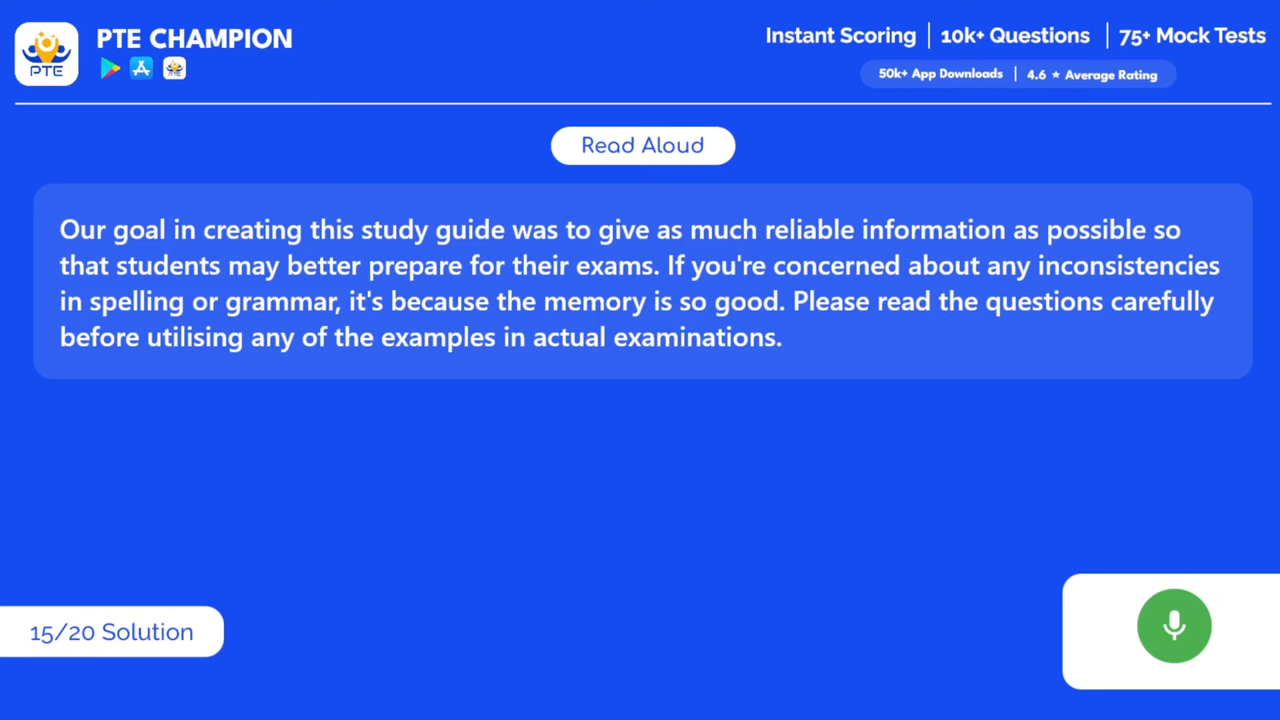 PTE CHAMPION
PTE
Instant Scoring | 10k+ Questions | 75+ Mock Tests
50k+ App Downloads | 4.6 ★ Average Rating
Read Aloud
Our goal in creating this study guide was to give as much reliable information as possible so
that students may better prepare for their exams. If you're concerned about any inconsistencies
in spelling or grammar, it's because the memory is so good. Please read the questions carefully
before utilising any of the examples in actual examinations.
15/20 Solution